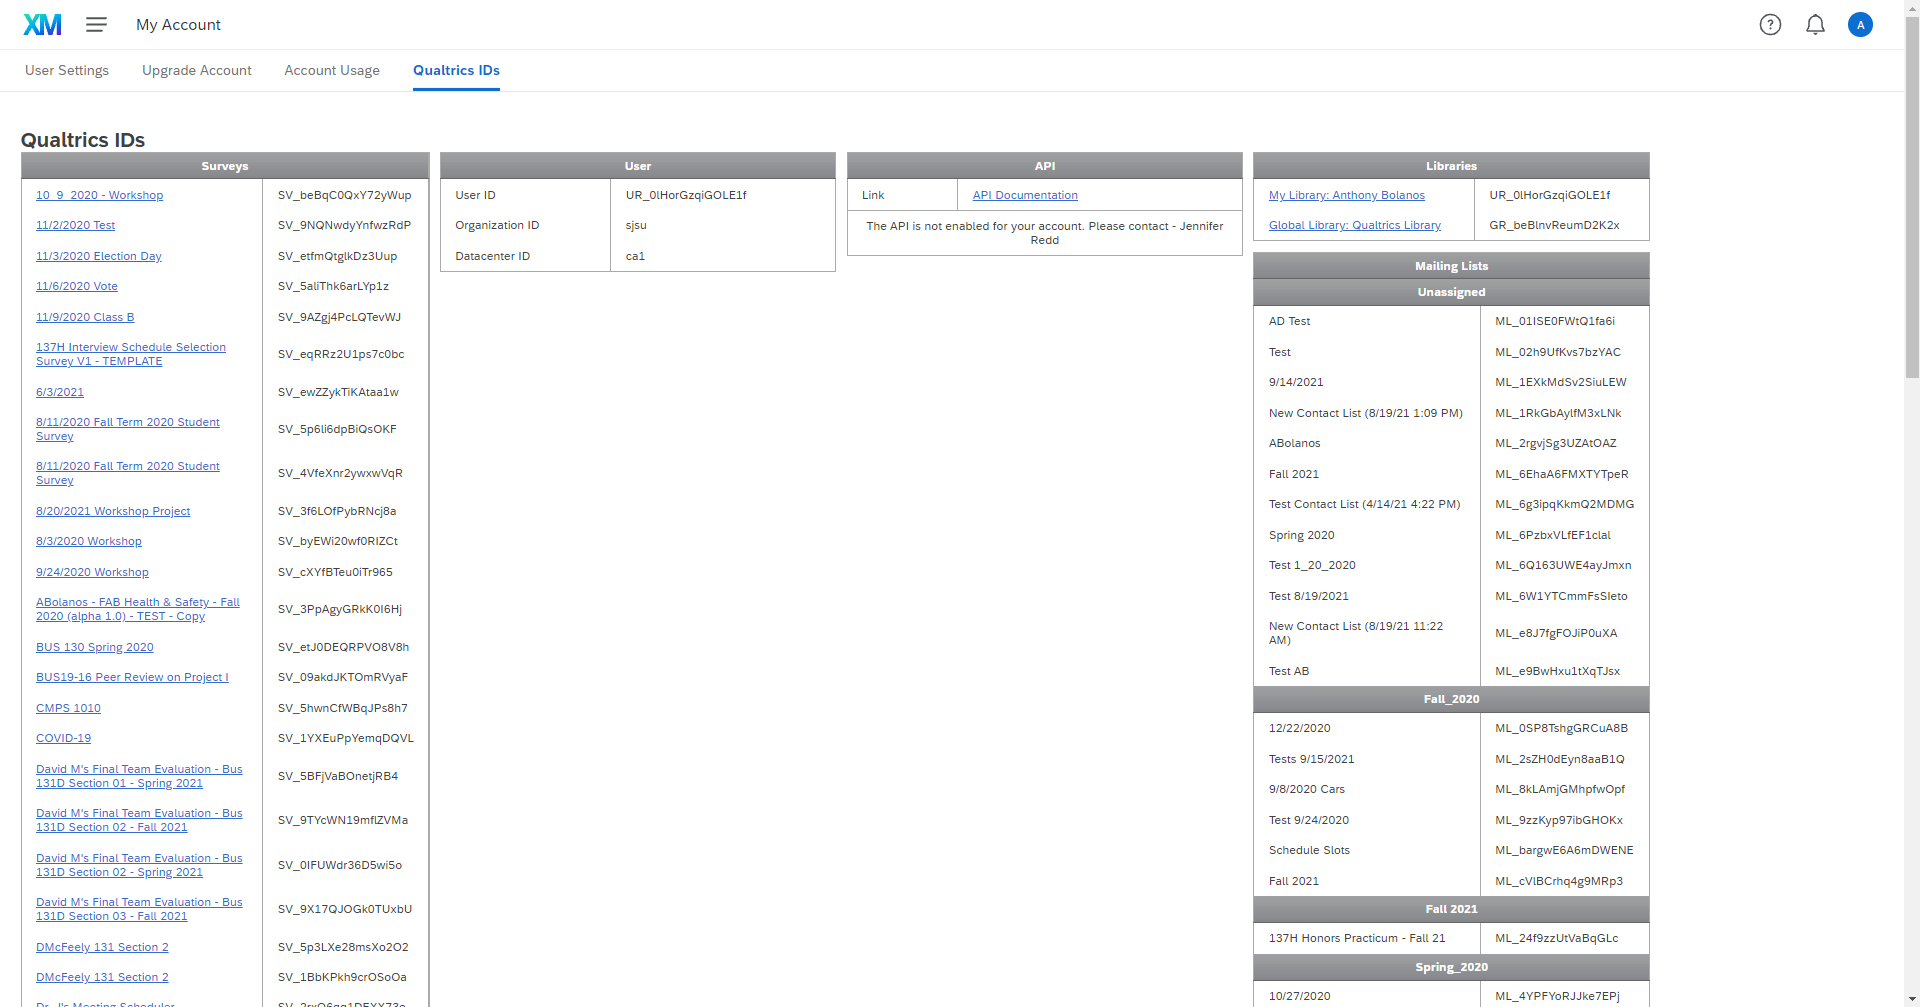 XM My Account ? A
User Settings Upgrade Account Account Usage Qualtrics IDs
Qualtrics IDs
Surveys
10_9_2020 - Workshop SV_beBqC0QxY72yWup
11/2/2020 Test SV_9NQNwdyYnfwzRdP
11/3/2020 Election Day SV_etfmQtglkDz3Uup
11/6/2020 Vote SV_5aliThk6arLYp1z
11/9/2020 Class B SV_9AZgj4PcLQTevWJ
137H Interview Schedule Selection
Survey V1 - TEMPLATE SV_eqRRz2U1ps7c0bc
6/3/2021 SV_ewZZykTiKAtaa1w
8/11/2020 Fall Term 2020 Student
Survey SV_5p6li6dpBiQsOKF
8/11/2020 Fall Term 2020 Student
Survey SV_4VfeXnr2ywxwVqR
8/20/2021 Workshop Project SV_3f6LOfPybRNcj8a
8/3/2020 Workshop SV_byEWi20wf0RIZCt
9/24/2020 Workshop SV_cXYfBTeu0iTr965
ABolanos - FAB Health & Safety - Fall
2020 (alpha 1.0) - TEST - Copy SV_3PpAgyGRkK0I6Hj
BUS 130 Spring 2020 SV_etJ0DEQRPVO8V8h
BUS19-16 Peer Review on Project I SV_09akdJKTOmRVyaF
CMPS 1010 SV_5hwnCfWBqJPs8h7
COVID-19 SV_1YXEuPpYemqDQVL
David M's Final Team Evaluation - Bus
131D Section 01 - Spring 2021 SV_5BFjVaBOnetjRB4
David M's Final Team Evaluation - Bus
131D Section 02 - Fall 2021 SV_9TYcWN19mflZVMa
David M's Final Team Evaluation - Bus
131D Section 02 - Spring 2021 SV_0IFUWdr36D5wi5o
David M's Final Team Evaluation - Bus
131D Section 03 - Fall 2021 SV_9X17QJOGk0TUxbU
DMcFeely 131 Section 2 SV_5p3LXe28msXo2O2
DMcFeely 131 Section 2 SV_1BbKPkh9crOSoOa
User
User ID UR_0lHorGzqiGOLE1f
Organization ID sjsu
Datacenter ID ca1
API
Link API Documentation
The API is not enabled for your account. Please contact - Jennifer
Redd
Libraries
My Library: Anthony Bolanos UR_0lHorGzqiGOLE1f
Global Library: Qualtrics Library GR_beBlnvReumD2K2x
Mailing Lists
Unassigned
AD Test ML_01ISE0FWtQ1fa6i
Test ML_02h9UfKvs7bzYAC
9/14/2021 ML_1EXkMdSv2SiuLEW
New Contact List (8/19/21 1:09 PM) ML_1RkGbAylfM3xLNk
ABolanos ML_2rgvjSg3UZAtOAZ
Fall 2021 ML_6EhaA6FMXTYTpeR
Test Contact List (4/14/21 4:22 PM) ML_6g3ipqKkmQ2MDMG
Spring 2020 ML_6PzbxVLfEF1clal
Test 1_20_2020 ML_6Q163UWE4ayJmxn
Test 8/19/2021 ML_6W1YTCmmFsSIeto
New Contact List (8/19/21 11:22
AM) ML_e8J7fgFOJiP0uXA
Test AB ML_e9BwHxu1tXqTJsx
Fall_2020
12/22/2020 ML_0SP8TshgGRCuA8B
Tests 9/15/2021 ML_2sZH0dEyn8aaB1Q
9/8/2020 Cars ML_8kLAmjGMhpfwOpf
Test 9/24/2020 ML_9zzKyp97ibGHOKx
Schedule Slots ML_bargwE6A6mDWENE
Fall 2021 ML_cVlBCrhq4g9MRp3
Fall 2021
137H Honors Practicum - Fall 21 ML_24f9zzUtVaBqGLc
Spring_2020
10/27/2020 ML_4YPFYoRJJke7EPj